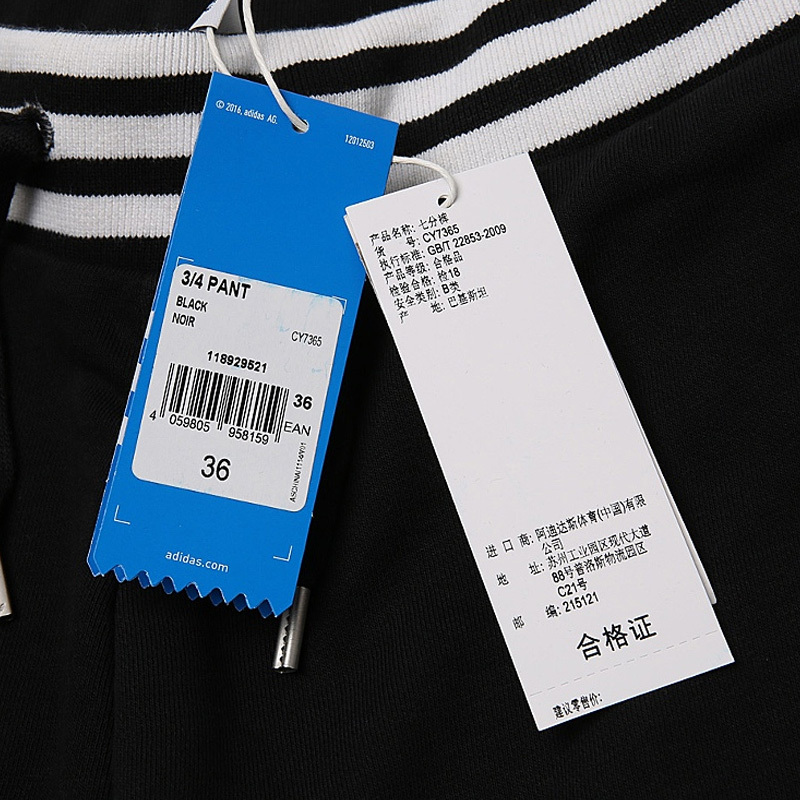 © 2016, adidas AG.
12312503
3/4 PANT
BLACK
NOIR
CY7365
118929521
36
4 059805 958159 EAN
36
adidas.com
产品名称: 七分裤
货 号: CY7365
执行标准: GB/T 22853-2009
产品等级: 合格品
检验合格: 检18
安全类别: B类
产 地: 巴基斯坦
进 口 商: 阿迪达斯体育(中国)有限
公司
地 址: 苏州工业园区现代大道
88号普洛斯物流园区
C21号
邮 编: 215121
合格证
建议零售价: